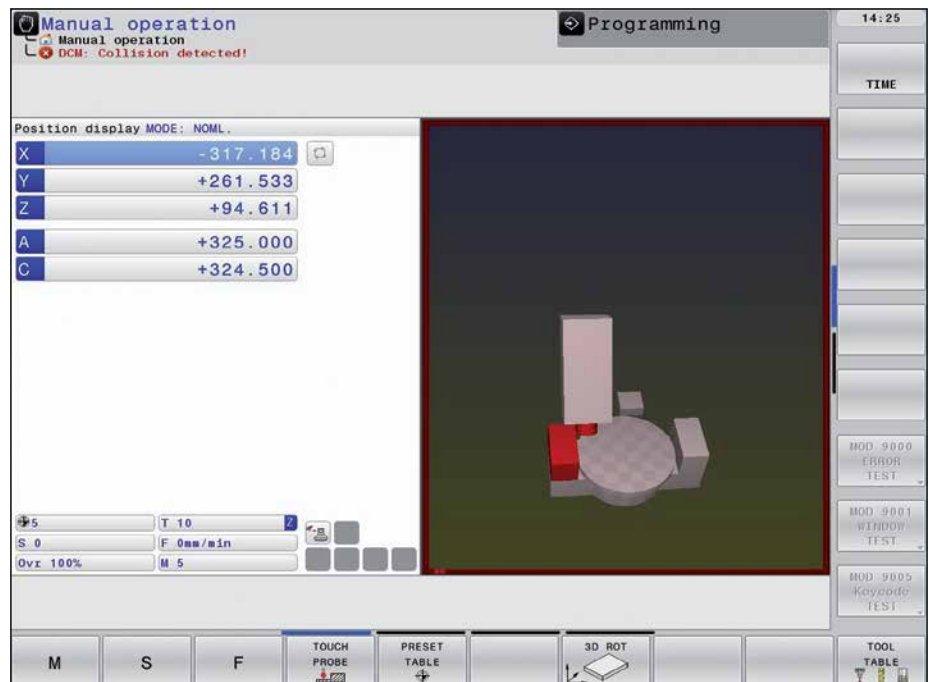 Manual operation
Manual operation
DCM: Collision detected!
Programming
14:25
TIME
Position display MODE: NOML.
X -317.184
Y +261.533
Z +94.611
A +325.000
C +324.500
5 T 10 Z
S 0 F 0mm/min
Ovr 100% M 5
MOD 9000
ERROR
TEST
MOD 9001
WINDOW
TEST
MOD 9005
Keycode
TEST
M
S
F
TOUCH
PROBE
PRESET
TABLE
3D ROT
TOOL
TABLE